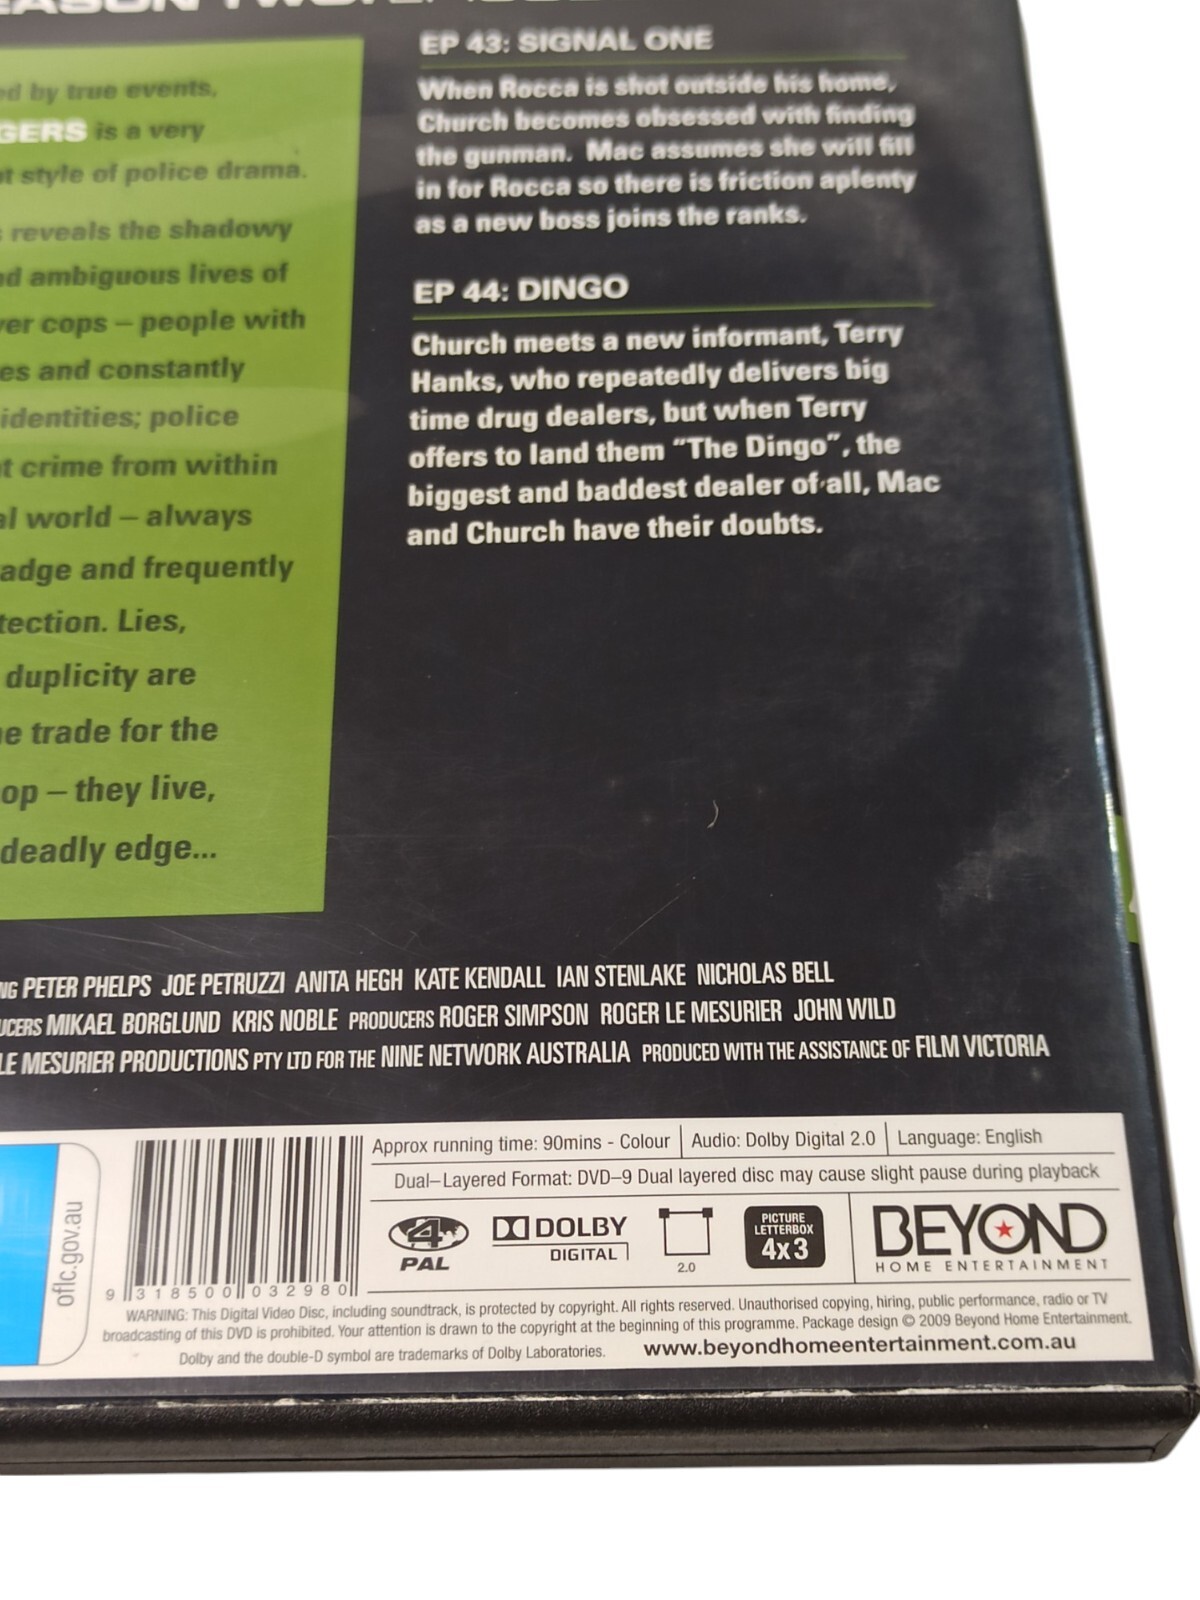 EP 43: SIGNAL ONE
When Rocca is shot outside his home,
Church becomes obsessed with finding
the gunman. Mac assumes she will fill
in for Rocca so there is friction aplenty
as a new boss joins the ranks.
EP 44: DINGO
Church meets a new informant, Terry
Hanks, who repeatedly delivers big
time drug dealers, but when Terry
offers to land them "The Dingo", the
biggest and baddest dealer of all, Mac
and Church have their doubts.
by true events,
GERS is a very
style of police drama.
reveals the shadowy
ambiguous lives of
cops – people with
and constantly
identities; police
crime from within
world – always
and frequently
Lies,
duplicity are
trade for the
– they live,
deadly edge...
PETER PHELPS JOE PETRUZZI ANITA HEGH KATE KENDALL IAN STENLAKE NICHOLAS BELL
MIKAEL BORGLUND KRIS NOBLE PRODUCERS ROGER SIMPSON ROGER LE MESURIER JOHN WILD
LE MESURIER PRODUCTIONS PTY LTD FOR THE NINE NETWORK AUSTRALIA PRODUCED WITH THE ASSISTANCE OF FILM VICTORIA
oflc.gov.au
9 318500 032980
Approx running time: 90mins - Colour Audio: Dolby Digital 2.0 Language: English
Dual–Layered Format: DVD–9 Dual layered disc may cause slight pause during playback
4
PAL
DOLBY
DIGITAL
2.0
PICTURE
LETTERBOX
4x3
BEYOND
HOME ENTERTAINMENT
WARNING: This Digital Video Disc, including soundtrack, is protected by copyright. All rights reserved. Unauthorised copying, hiring, public performance, radio or TV
broadcasting of this DVD is prohibited. Your attention is drawn to the copyright at the beginning of this programme. Package design © 2009 Beyond Home Entertainment.
Dolby and the double-D symbol are trademarks of Dolby Laboratories. www.beyondhomeentertainment.com.au